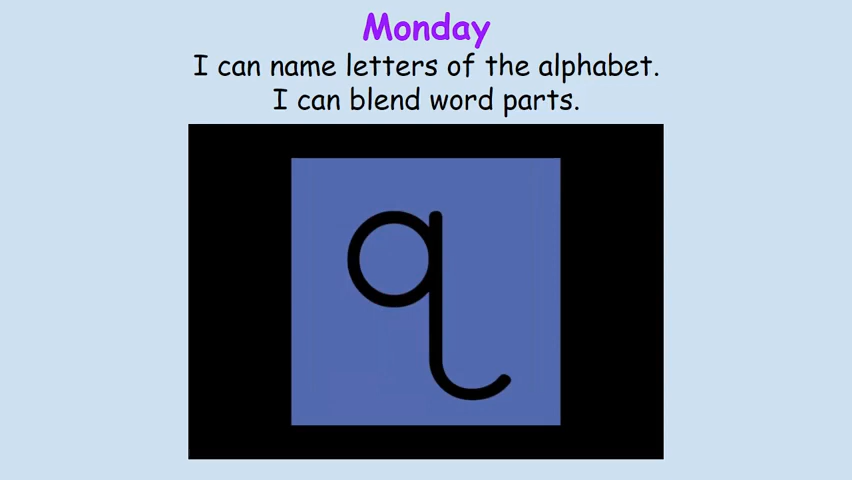 Monday
I can name letters of the alphabet.
I can blend word parts.
q